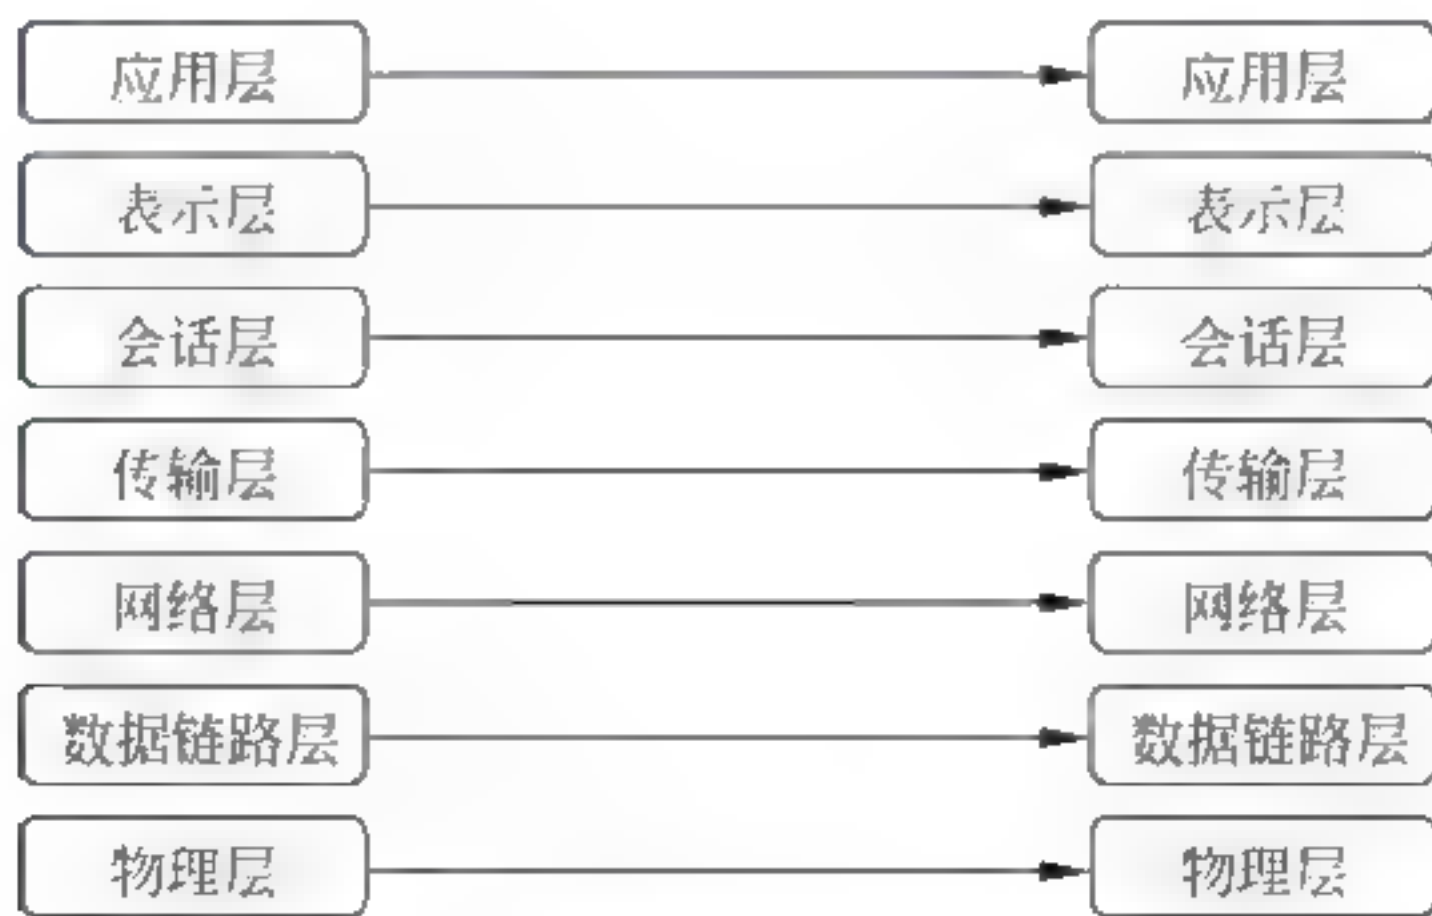 应用层 应用层
表示层 表示层
会话层 会话层
传输层 传输层
网络层 网络层
数据链路层 数据链路层
物理层 物理层